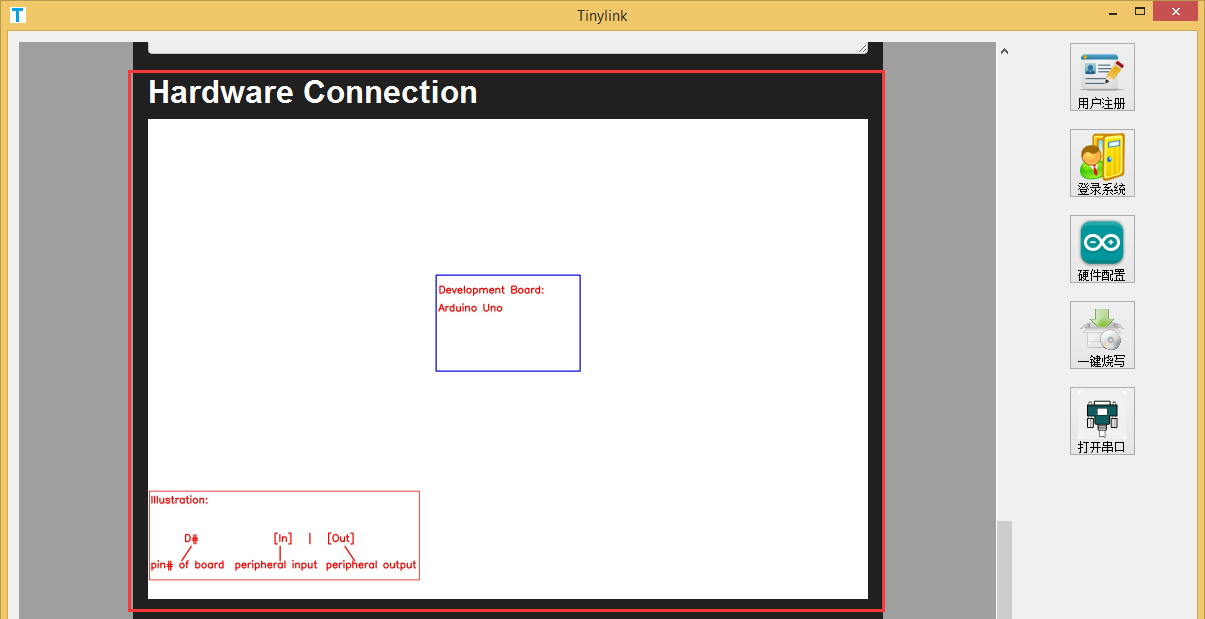 Tinylink
Hardware Connection
Development Board:
Arduino Uno
Illustration:
D# [In] | [Out]
pin# of board peripheral input peripheral output
用户注册
登录系统
硬件配置
一键烧写
打开串口